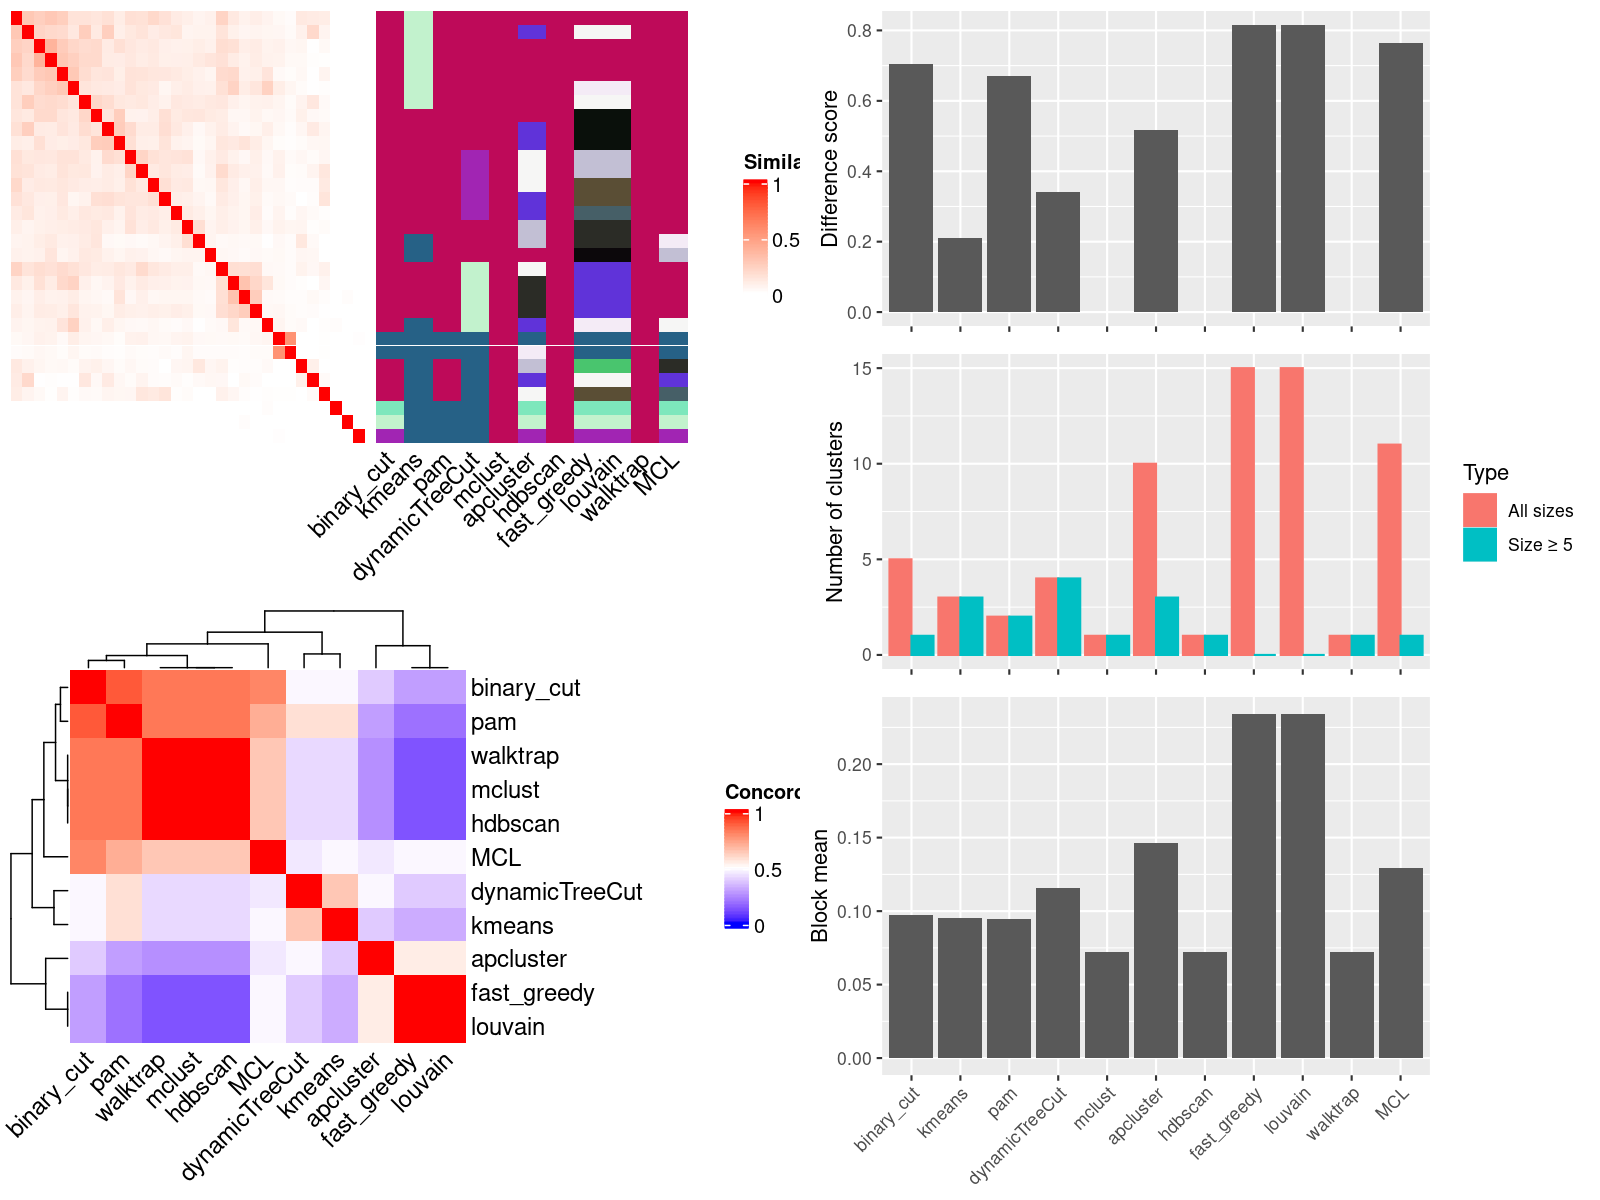 Simila
1
0.5
0
binary_cut
kmeans
pam
dynamicTreeCut
mclust
apcluster
hdbscan
fast_greedy
louvain
walktrap
MCL
binary_cut
pam
walktrap
mclust
hdbscan
MCL
dynamicTreeCut
kmeans
apcluster
fast_greedy
louvain
binary_cut
pam
walktrap
mclust
hdbscan
MCL
dynamicTreeCut
kmeans
apcluster
fast_greedy
louvain
Concord
1
0.5
0
Difference score
0.8
0.6
0.4
0.2
0.0
Number of clusters
15
10
5
0
Type
All sizes
Size ≥ 5
Block mean
0.20
0.15
0.10
0.05
0.00
binary_cut
kmeans
pam
dynamicTreeCut
mclust
apcluster
hdbscan
fast_greedy
louvain
walktrap
MCL